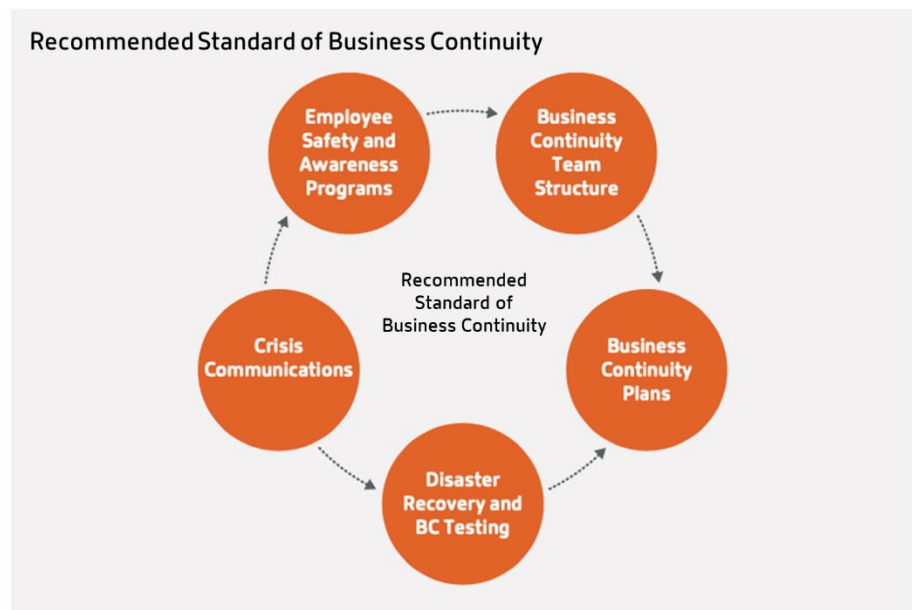 Recommended Standard of Business Continuity
Employee
Safety and
Awareness
Programs
Business
Continuity
Team
Structure
Recommended
Standard of
Business Continuity
Crisis
Communications
Business
Continuity
Plans
Disaster
Recovery and
BC Testing